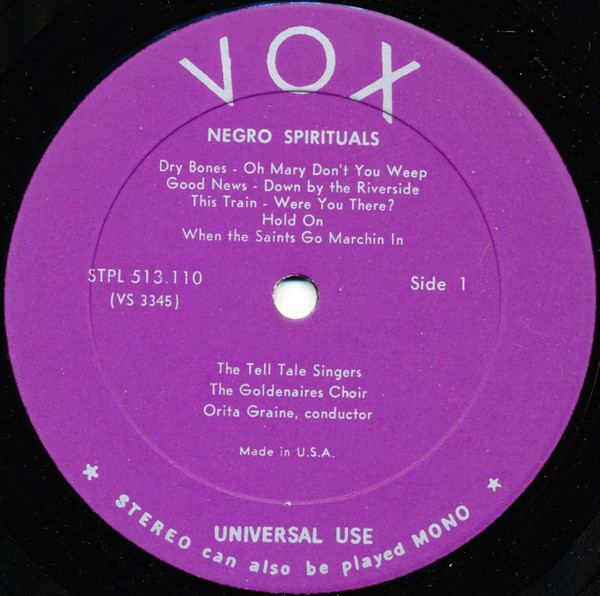 VOX
NEGRO SPIRITUALS
Dry Bones - Oh Mary Don't You Weep
Good News - Down by the Riverside
This Train - Were You There?
Hold On
When the Saints Go Marchin In
STPL 513.110
(VS 3345)
Side 1
The Tell Tale Singers
The Goldenaires Choir
Orita Graine, conductor
Made in U.S.A.
UNIVERSAL USE
STEREO can also be played MONO